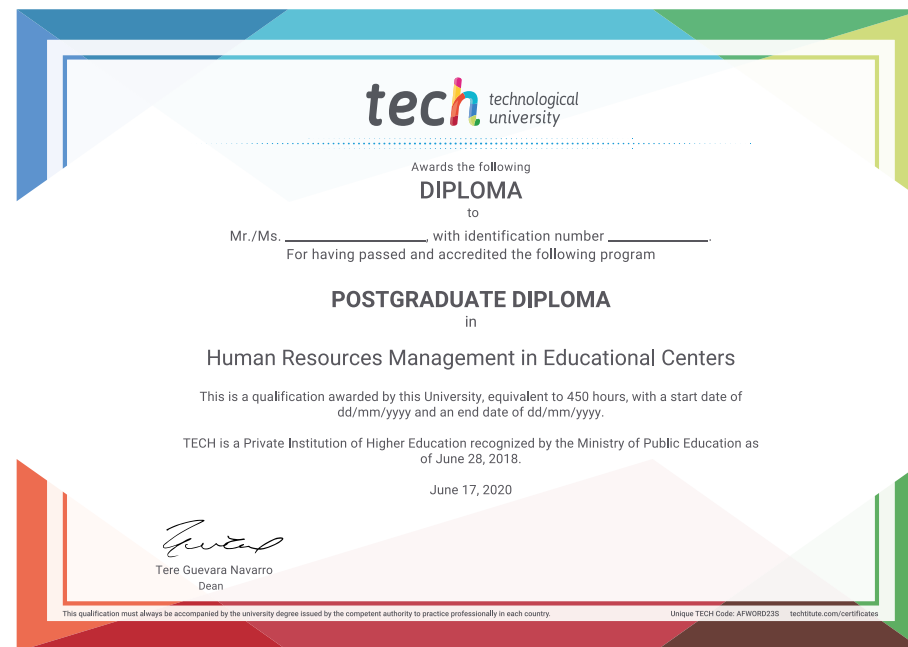 tech technological
university
Awards the following
DIPLOMA
to
Mr./Ms. ____________________, with identification number ______________.
For having passed and accredited the following program
POSTGRADUATE DIPLOMA
in
Human Resources Management in Educational Centers
This is a qualification awarded by this University, equivalent to 450 hours, with a start date of
dd/mm/yyyy and an end date of dd/mm/yyyy.
TECH is a Private Institution of Higher Education recognized by the Ministry of Public Education as
of June 28, 2018.
June 17, 2020
Tere Guevara Navarro
Dean
This qualification must always be accompanied by the university degree issued by the competent authority to practice professionally in each country. Unique TECH Code: AFWORD23S techtitute.com/certificates